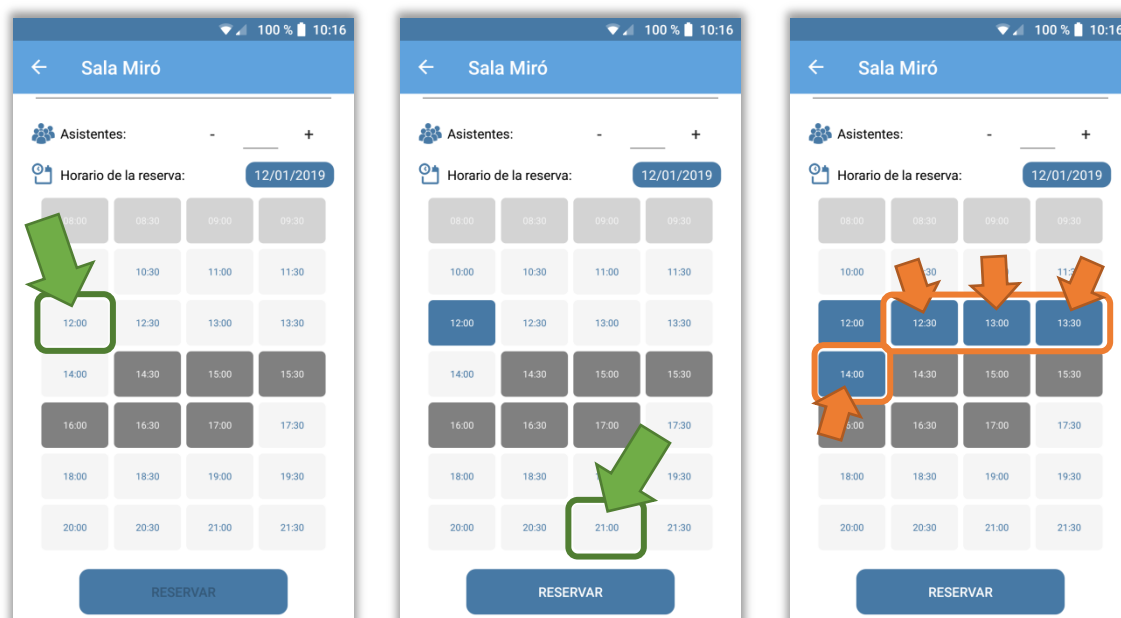 100 % 10:16
Sala Miró
Asistentes: - +
Horario de la reserva: 12/01/2019
08:30 09:00 09:30
10:30 11:00 11:30
12:00 12:30 13:00 13:30
14:00 14:30 15:00 15:30
16:00 16:30 17:00 17:30
18:00 18:30 19:00 19:30
20:00 20:30 21:00 21:30
RESERVAR
100 % 10:16
Sala Miró
Asistentes: - +
Horario de la reserva: 12/01/2019
08:00 08:30 09:00 09:30
10:00 10:30 11:00 11:30
12:00 12:30 13:00 13:30
14:00 14:30 15:00 15:30
16:00 16:30 17:00 17:30
18:00 18:30 19:30
20:00 20:30 21:00 21:30
RESERVAR
100 % 10:16
Sala Miró
Asistentes: - +
Horario de la reserva: 12/01/2019
08:00 08:30 09:00 09:30
10:00
12:00 12:30 13:00 13:30
14:00 14:30 15:00 15:30
16:30 17:00 17:30
18:00 18:30 19:00 19:30
20:00 20:30 21:00 21:30
RESERVAR